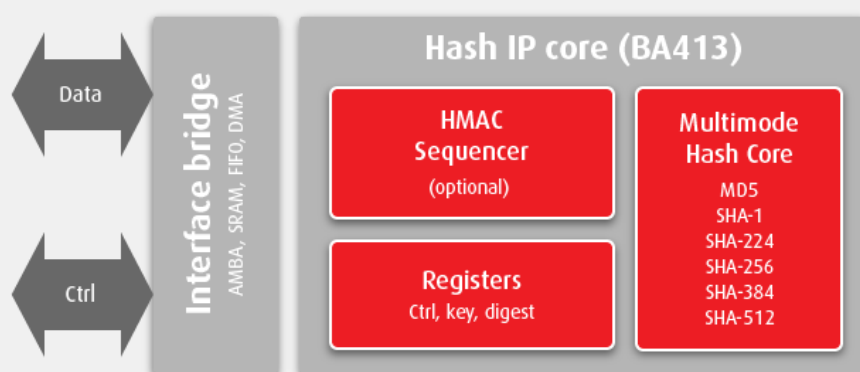 Data
Ctrl
Interface bridge
AMBA, SRAM, FIFO, DMA
Hash IP core (BA413)
HMAC
Sequencer
(optional)
Registers
Ctrl, key, digest
Multimode
Hash Core
MD5
SHA-1
SHA-224
SHA-256
SHA-384
SHA-512